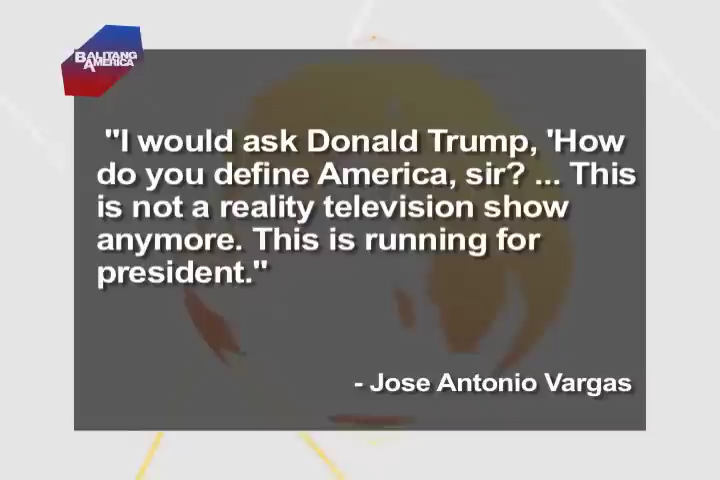 BALITANG
AMERICA
"I would ask Donald Trump, 'How
do you define America, sir? ... This
is not a reality television show
anymore. This is running for
president."
- Jose Antonio Vargas